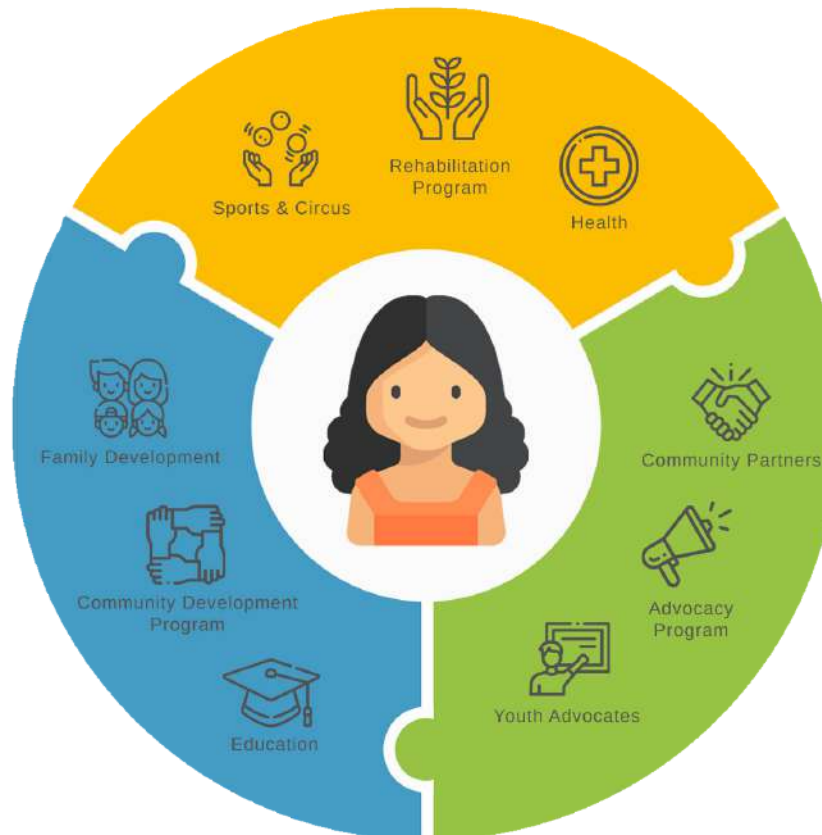 Sports & Circus
Rehabilitation
Program
Health
Family Development
Community Development
Program
Education
Community Partners
Advocacy
Program
Youth Advocates